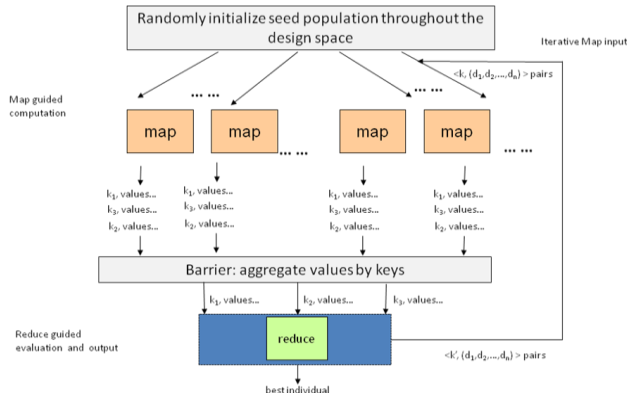 Randomly initialize seed population throughout the
design space
Iterative Map input
<k, (d₁,d₂,...,dₙ) > pairs
Map guided
computation
... ...
... ...
map
map
map
map
... ...
... ...
k₁, values...
k₃, values...
k₂, values...
k₁, values...
k₃, values...
k₂, values...
k₁, values...
k₃, values...
k₂, values...
k₁, values...
k₃, values...
k₂, values...
Barrier: aggregate values by keys
k₁, values...
k₂, values...
k₃, values...
Reduce guided
evaluation and output
reduce
<k', (d₁,d₂,...,dₙ) > pairs
best individual